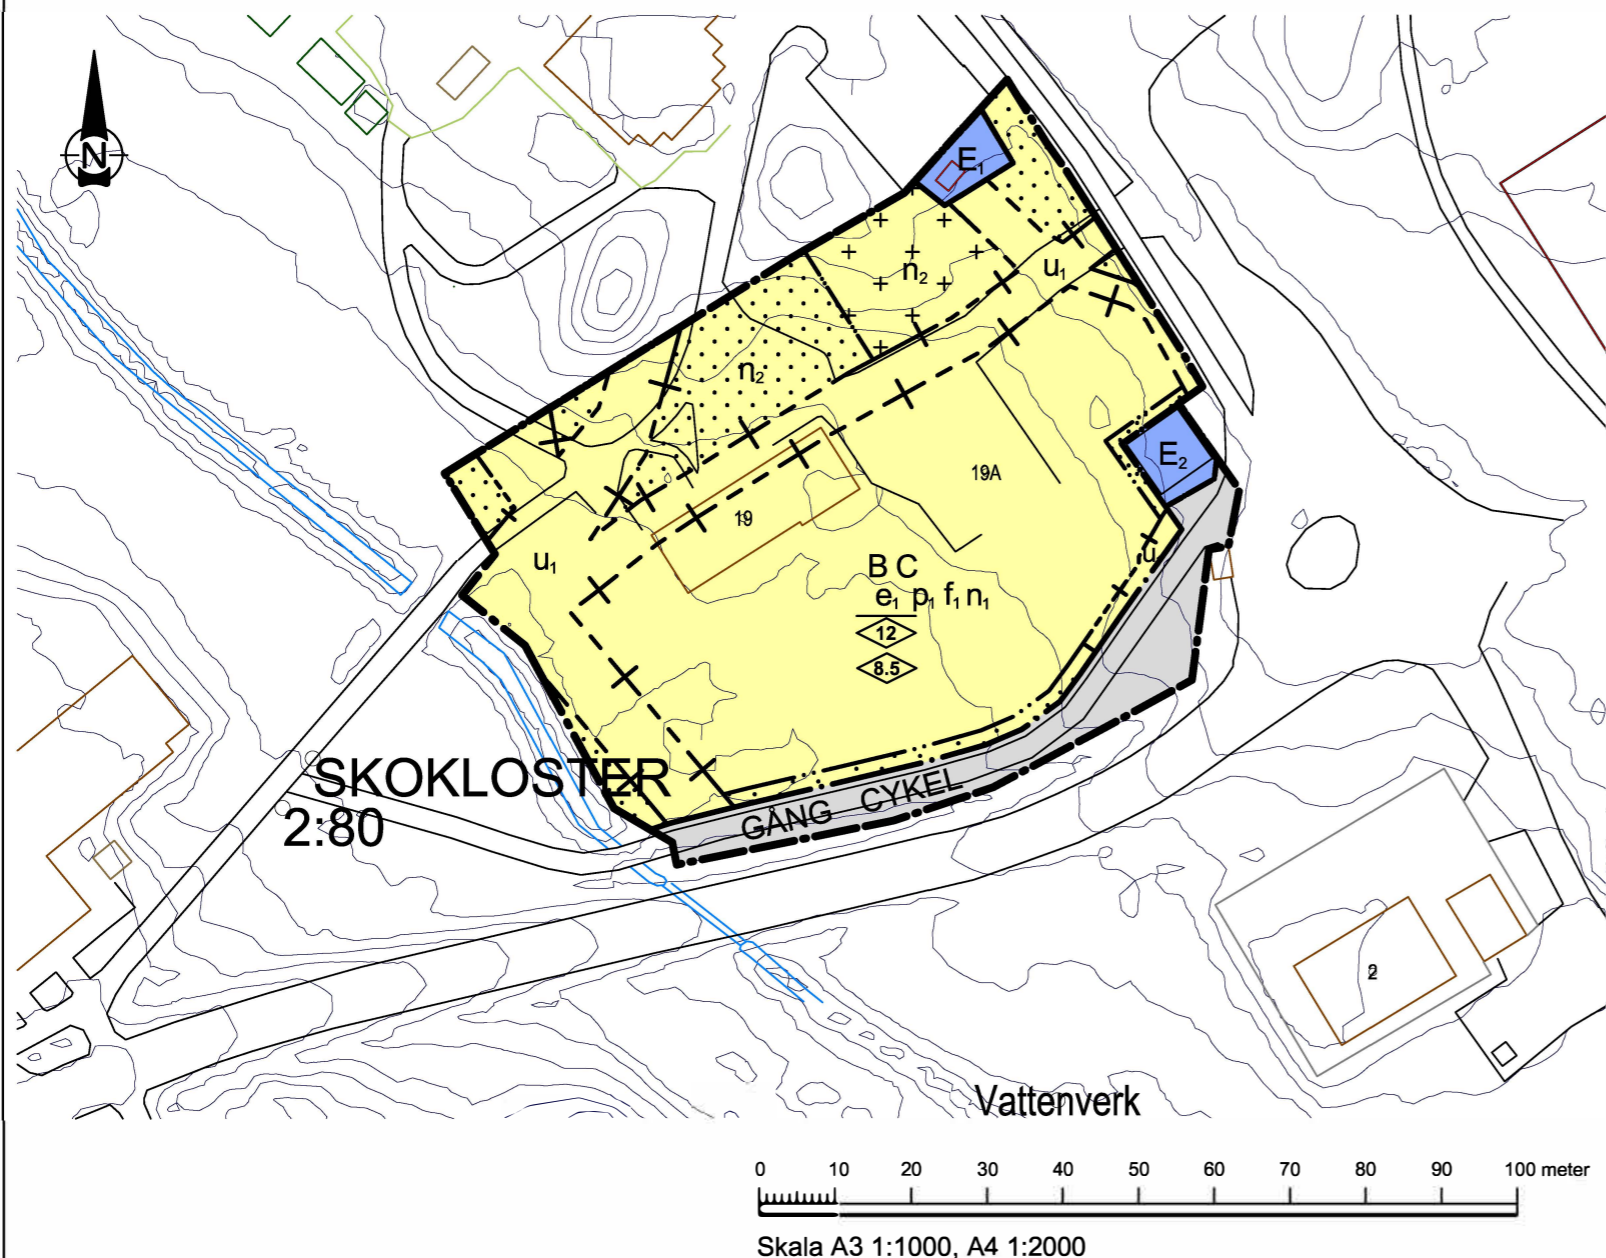 N
E₁
n₂
u₁
n₂
E₂
19A
19
u₁
u
B C
e₁ p₁ f₁ n₁
12
8.5
SKOKLOSTER
2:80
GÅNG CYKEL
2
Vattenverk
0 10 20 30 40 50 60 70 80 90 100 meter
Skala A3 1:1000, A4 1:2000